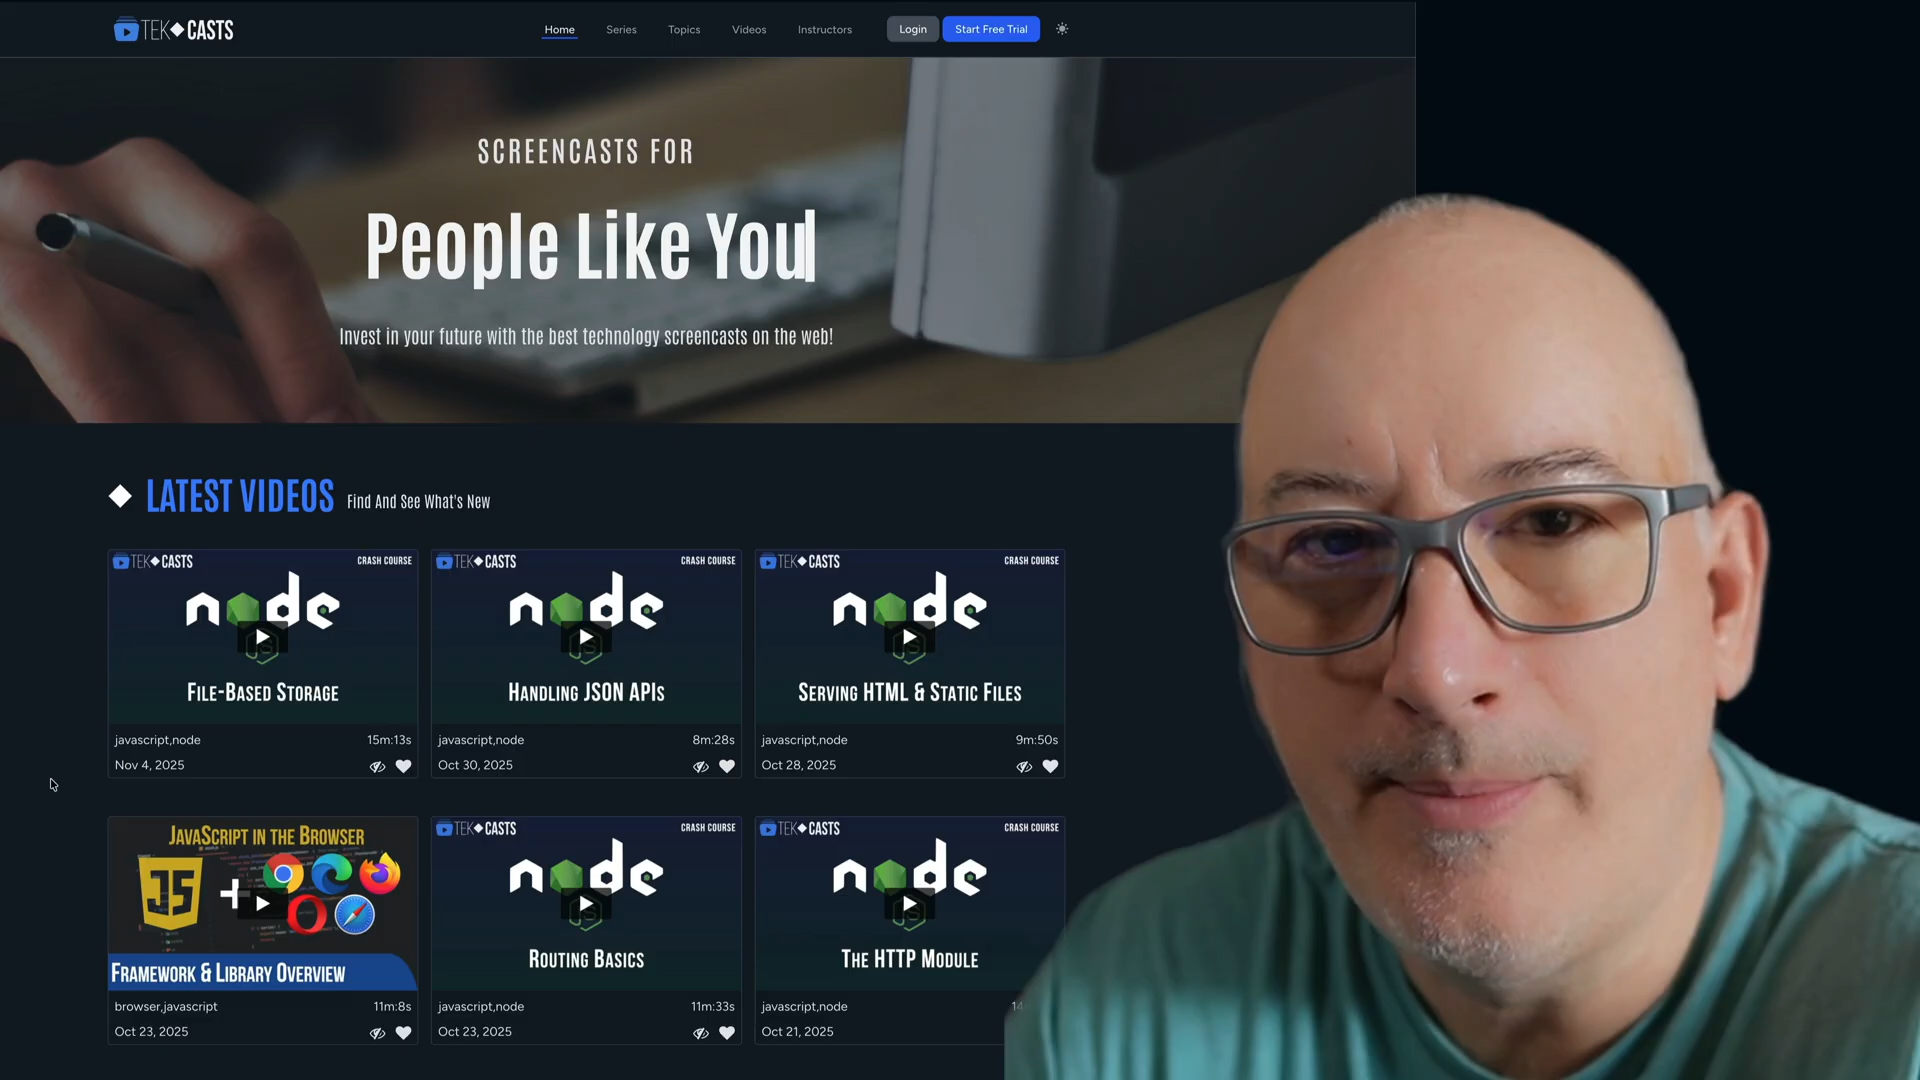 TEK CASTS
Home Series Topics Videos Instructors Login Start Free Trial
SCREENCASTS FOR
People Like You
Invest in your future with the best technology screencasts on the web!
LATEST VIDEOS Find And See What's New
TEK CASTS CRASH COURSE
node
JS
FILE-BASED STORAGE
javascript,node 15m:13s
Nov 4, 2025
TEK CASTS CRASH COURSE
node
JS
HANDLING JSON APIS
javascript,node 8m:28s
Oct 30, 2025
TEK CASTS CRASH COURSE
node
JS
SERVING HTML & STATIC FILES
javascript,node 9m:50s
Oct 28, 2025
JAVASCRIPT IN THE BROWSER
JS +
FRAMEWORK & LIBRARY OVERVIEW
browser,javascript 11m:8s
Oct 23, 2025
TEK CASTS CRASH COURSE
node
JS
ROUTING BASICS
javascript,node 11m:33s
Oct 23, 2025
TEK CASTS CRASH COURSE
node
JS
THE HTTP MODULE
javascript,node
Oct 21, 2025